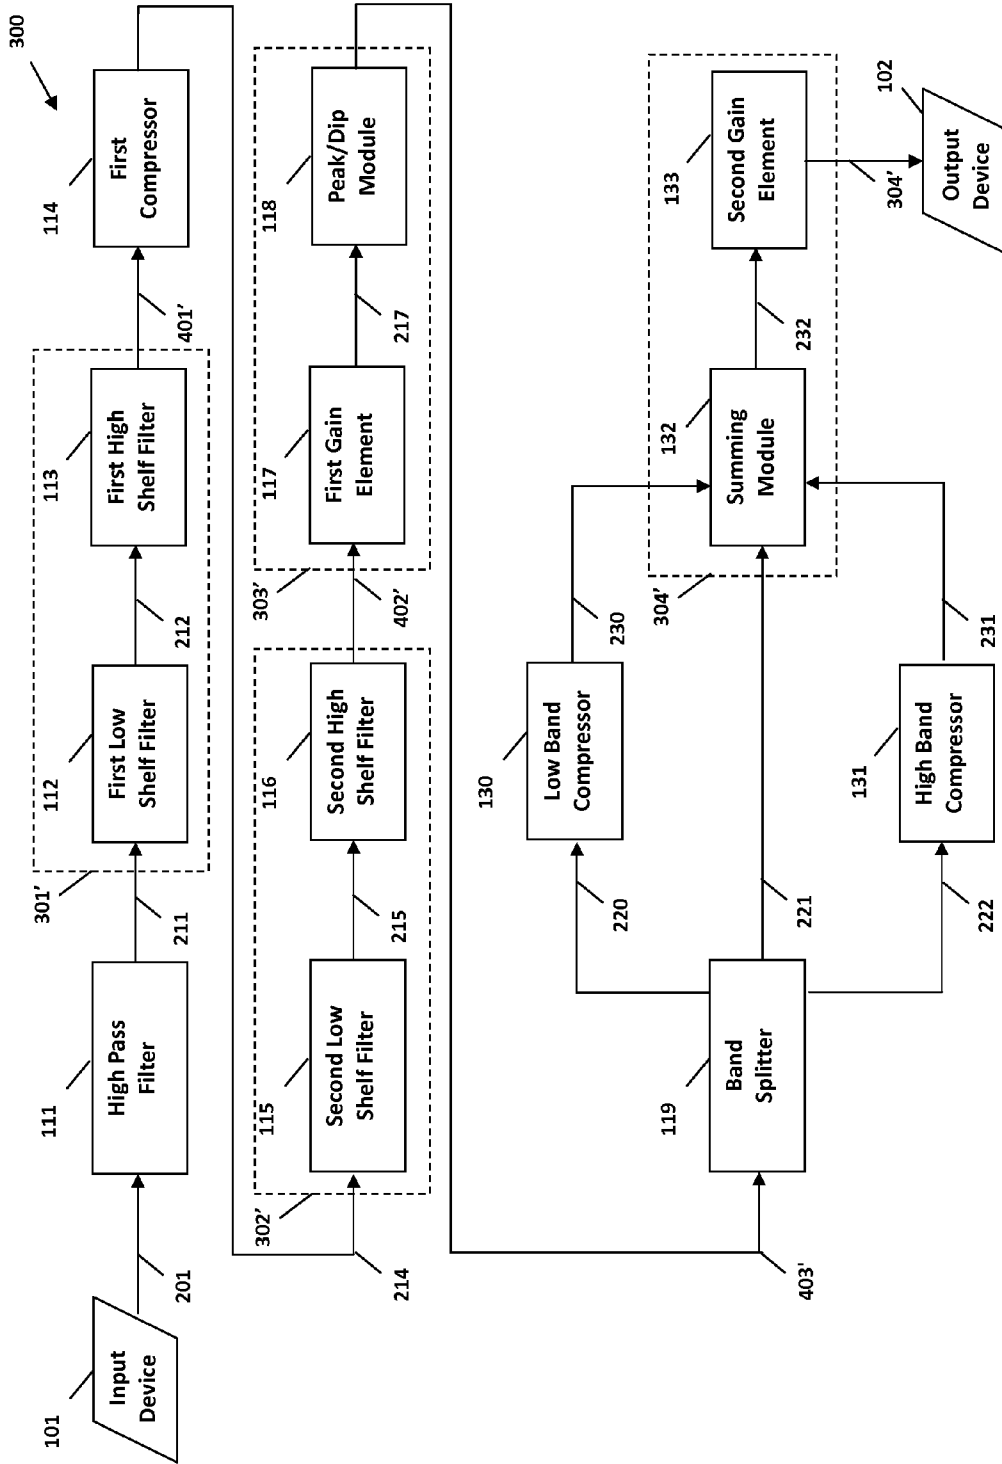 300
101
Input
Device
201
111
High Pass
Filter
211
301'
112
First Low
Shelf Filter
212
113
First High
Shelf Filter
401'
114
First
Compressor
214
302'
115
Second Low
Shelf Filter
215
116
Second High
Shelf Filter
402'
303'
117
First Gain
Element
217
118
Peak/Dip
Module
403'
119
Band
Splitter
220
221
222
130
Low Band
Compressor
230
131
High Band
Compressor
231
304'
132
Summing
Module
232
133
Second Gain
Element
304'
102
Output
Device